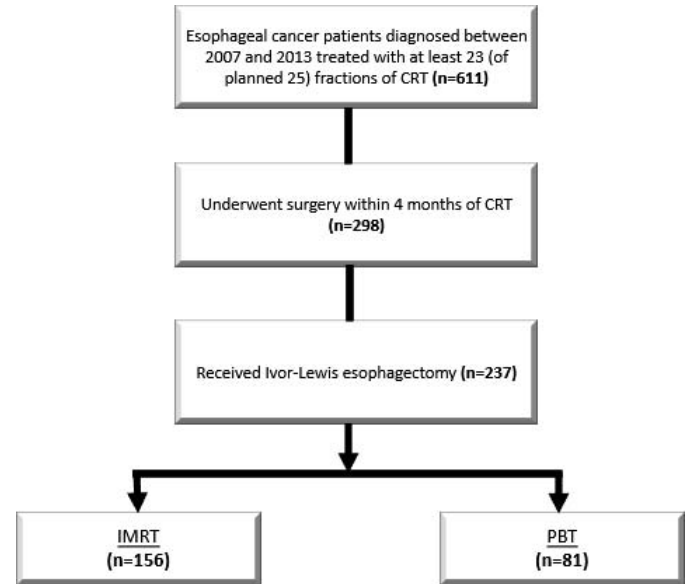 Esophageal cancer patients diagnosed between
2007 and 2013 treated with at least 23 (of
planned 25) fractions of CRT (n=611)
Underwent surgery within 4 months of CRT
(n=298)
Received Ivor-Lewis esophagectomy (n=237)
IMRT
(n=156)
PBT
(n=81)